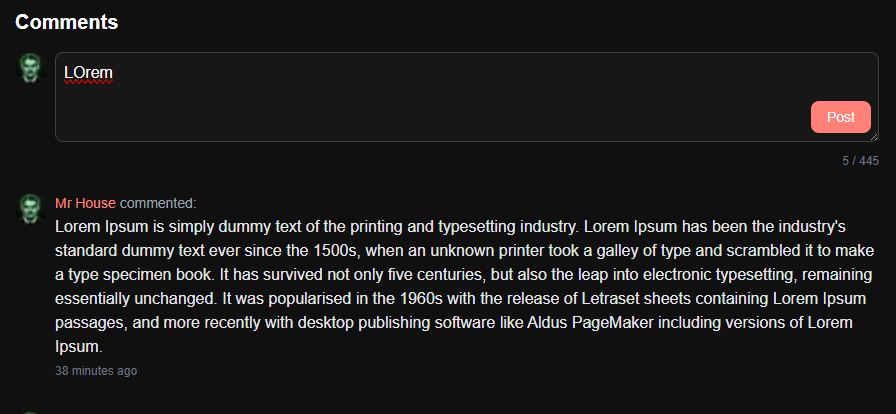 Comments
LOrem
Post
5 / 445
Mr House commented:
Lorem Ipsum is simply dummy text of the printing and typesetting industry. Lorem Ipsum has been the industry's
standard dummy text ever since the 1500s, when an unknown printer took a galley of type and scrambled it to make
a type specimen book. It has survived not only five centuries, but also the leap into electronic typesetting, remaining
essentially unchanged. It was popularised in the 1960s with the release of Letraset sheets containing Lorem Ipsum
passages, and more recently with desktop publishing software like Aldus PageMaker including versions of Lorem
Ipsum.
38 minutes ago